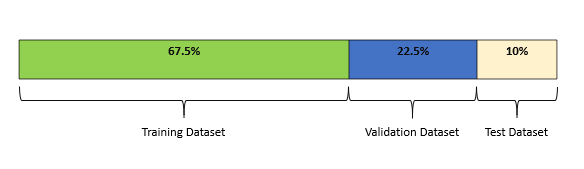 67.5% 22.5% 10%
Training Dataset Validation Dataset Test Dataset